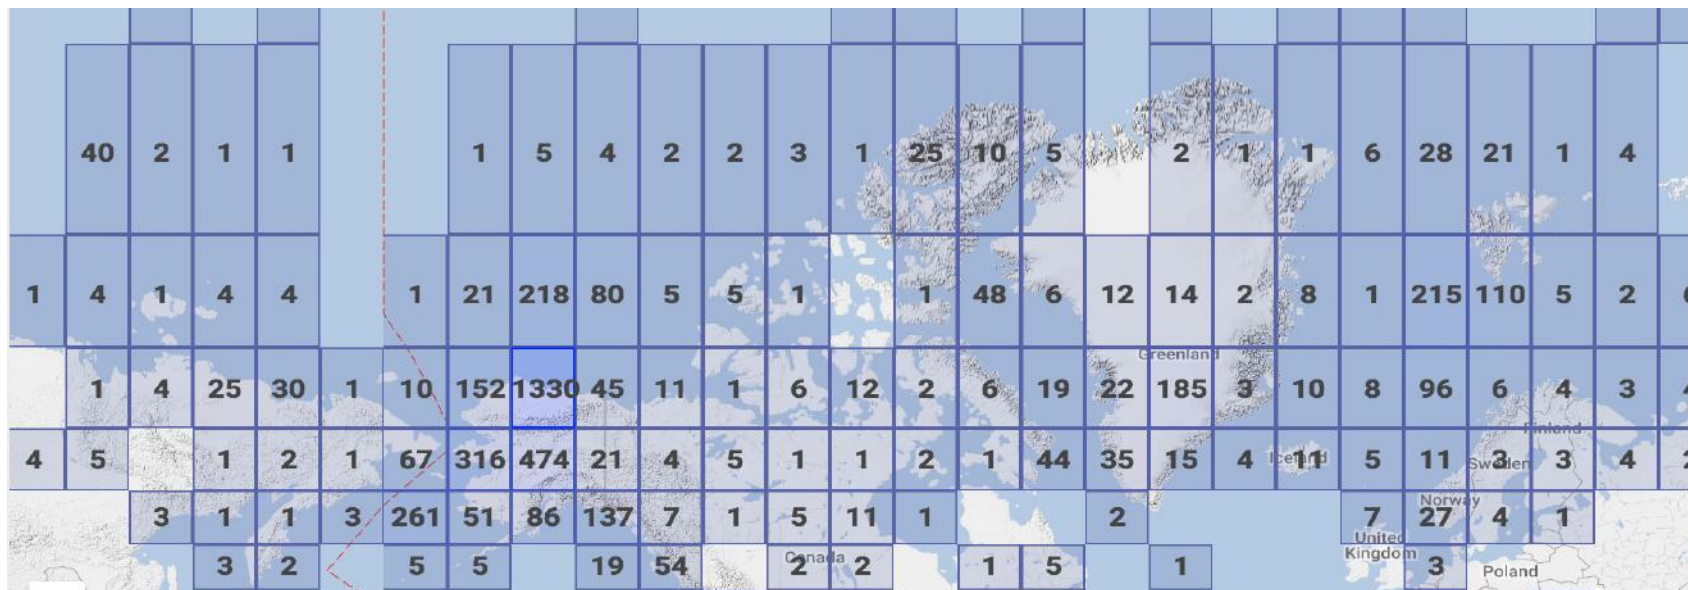 40 2 1 1 1 5 4 2 2 3 1 25 10 5 2 1 1 6 28 21 1 4
1 4 1 4 4 1 21 218 80 5 5 1 1 48 6 12 14 2 8 1 215 110 5 2
Greenland
1 4 25 30 1 10 152 1330 45 11 1 6 12 2 6 19 22 185 3 10 8 96 6 4 3
Finland
4 5 1 2 1 67 316 474 21 4 5 1 1 2 1 44 35 15 4 11 5 11 3 3 4
Iceland Sweden
Norway
3 1 1 3 261 51 86 137 7 1 5 11 1 2 7 27 4 1
United
Kingdom
Canada
3 2 5 5 19 54 2 2 1 5 1 3
Poland